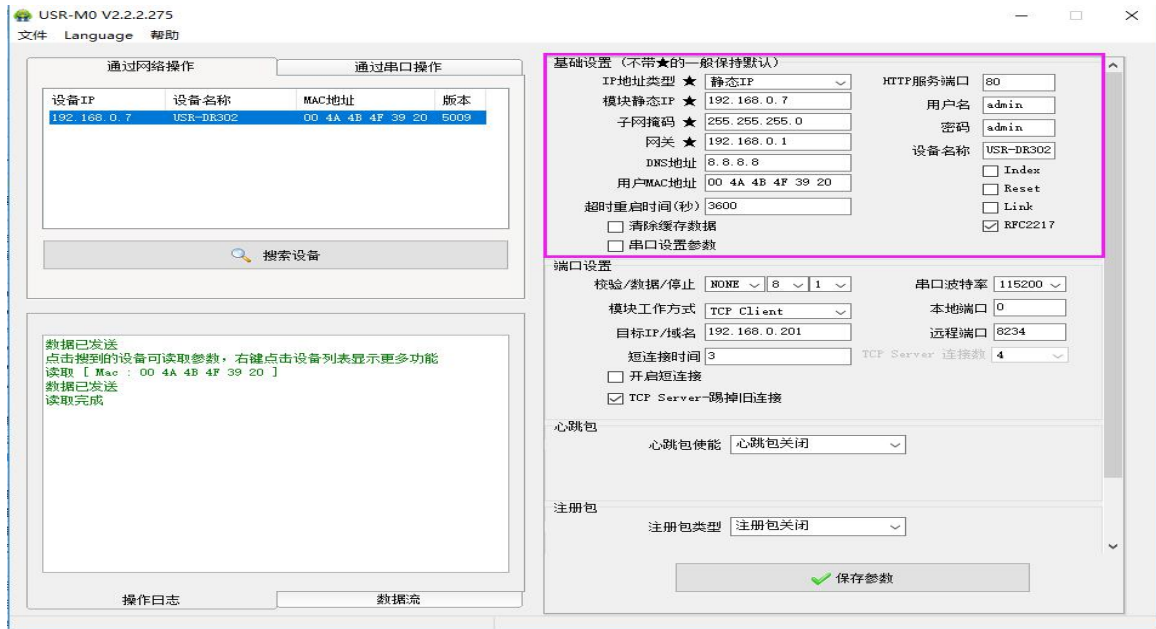 USR-M0 V2.2.2.275
文件 Language 帮助
通过网络操作 通过串口操作
设备IP 设备名称 MAC地址 版本
192.168.0.7 USR-DR302 00 4A 4B 4F 39 20 5009
搜索设备
数据已发送
点击搜到的设备可读取参数，右键点击设备列表显示更多功能
读取 [ Mac : 00 4A 4B 4F 39 20 ]
数据已发送
读取完成
操作日志 数据流
基础设置（不带★的一般保持默认）
IP地址类型 ★ 静态IP
模块静态IP ★ 192.168.0.7
子网掩码 ★ 255.255.255.0
网关 ★ 192.168.0.1
DNS地址 8.8.8.8
用户MAC地址 00 4A 4B 4F 39 20
超时重启时间(秒) 3600
清除缓存数据
串口设置参数
HTTP服务端口 80
用户名 admin
密码 admin
设备名称 USR-DR302
Index
Reset
Link
RFC2217
端口设置
校验/数据/停止 NONE 8 1 串口波特率 115200
模块工作方式 TCP Client 本地端口 0
目标IP/域名 192.168.0.201 远程端口 8234
短连接时间 3 TCP Server 连接数 4
开启短连接
TCP Server-踢掉旧连接
心跳包
心跳包使能 心跳包关闭
注册包
注册包类型 注册包关闭
保存参数